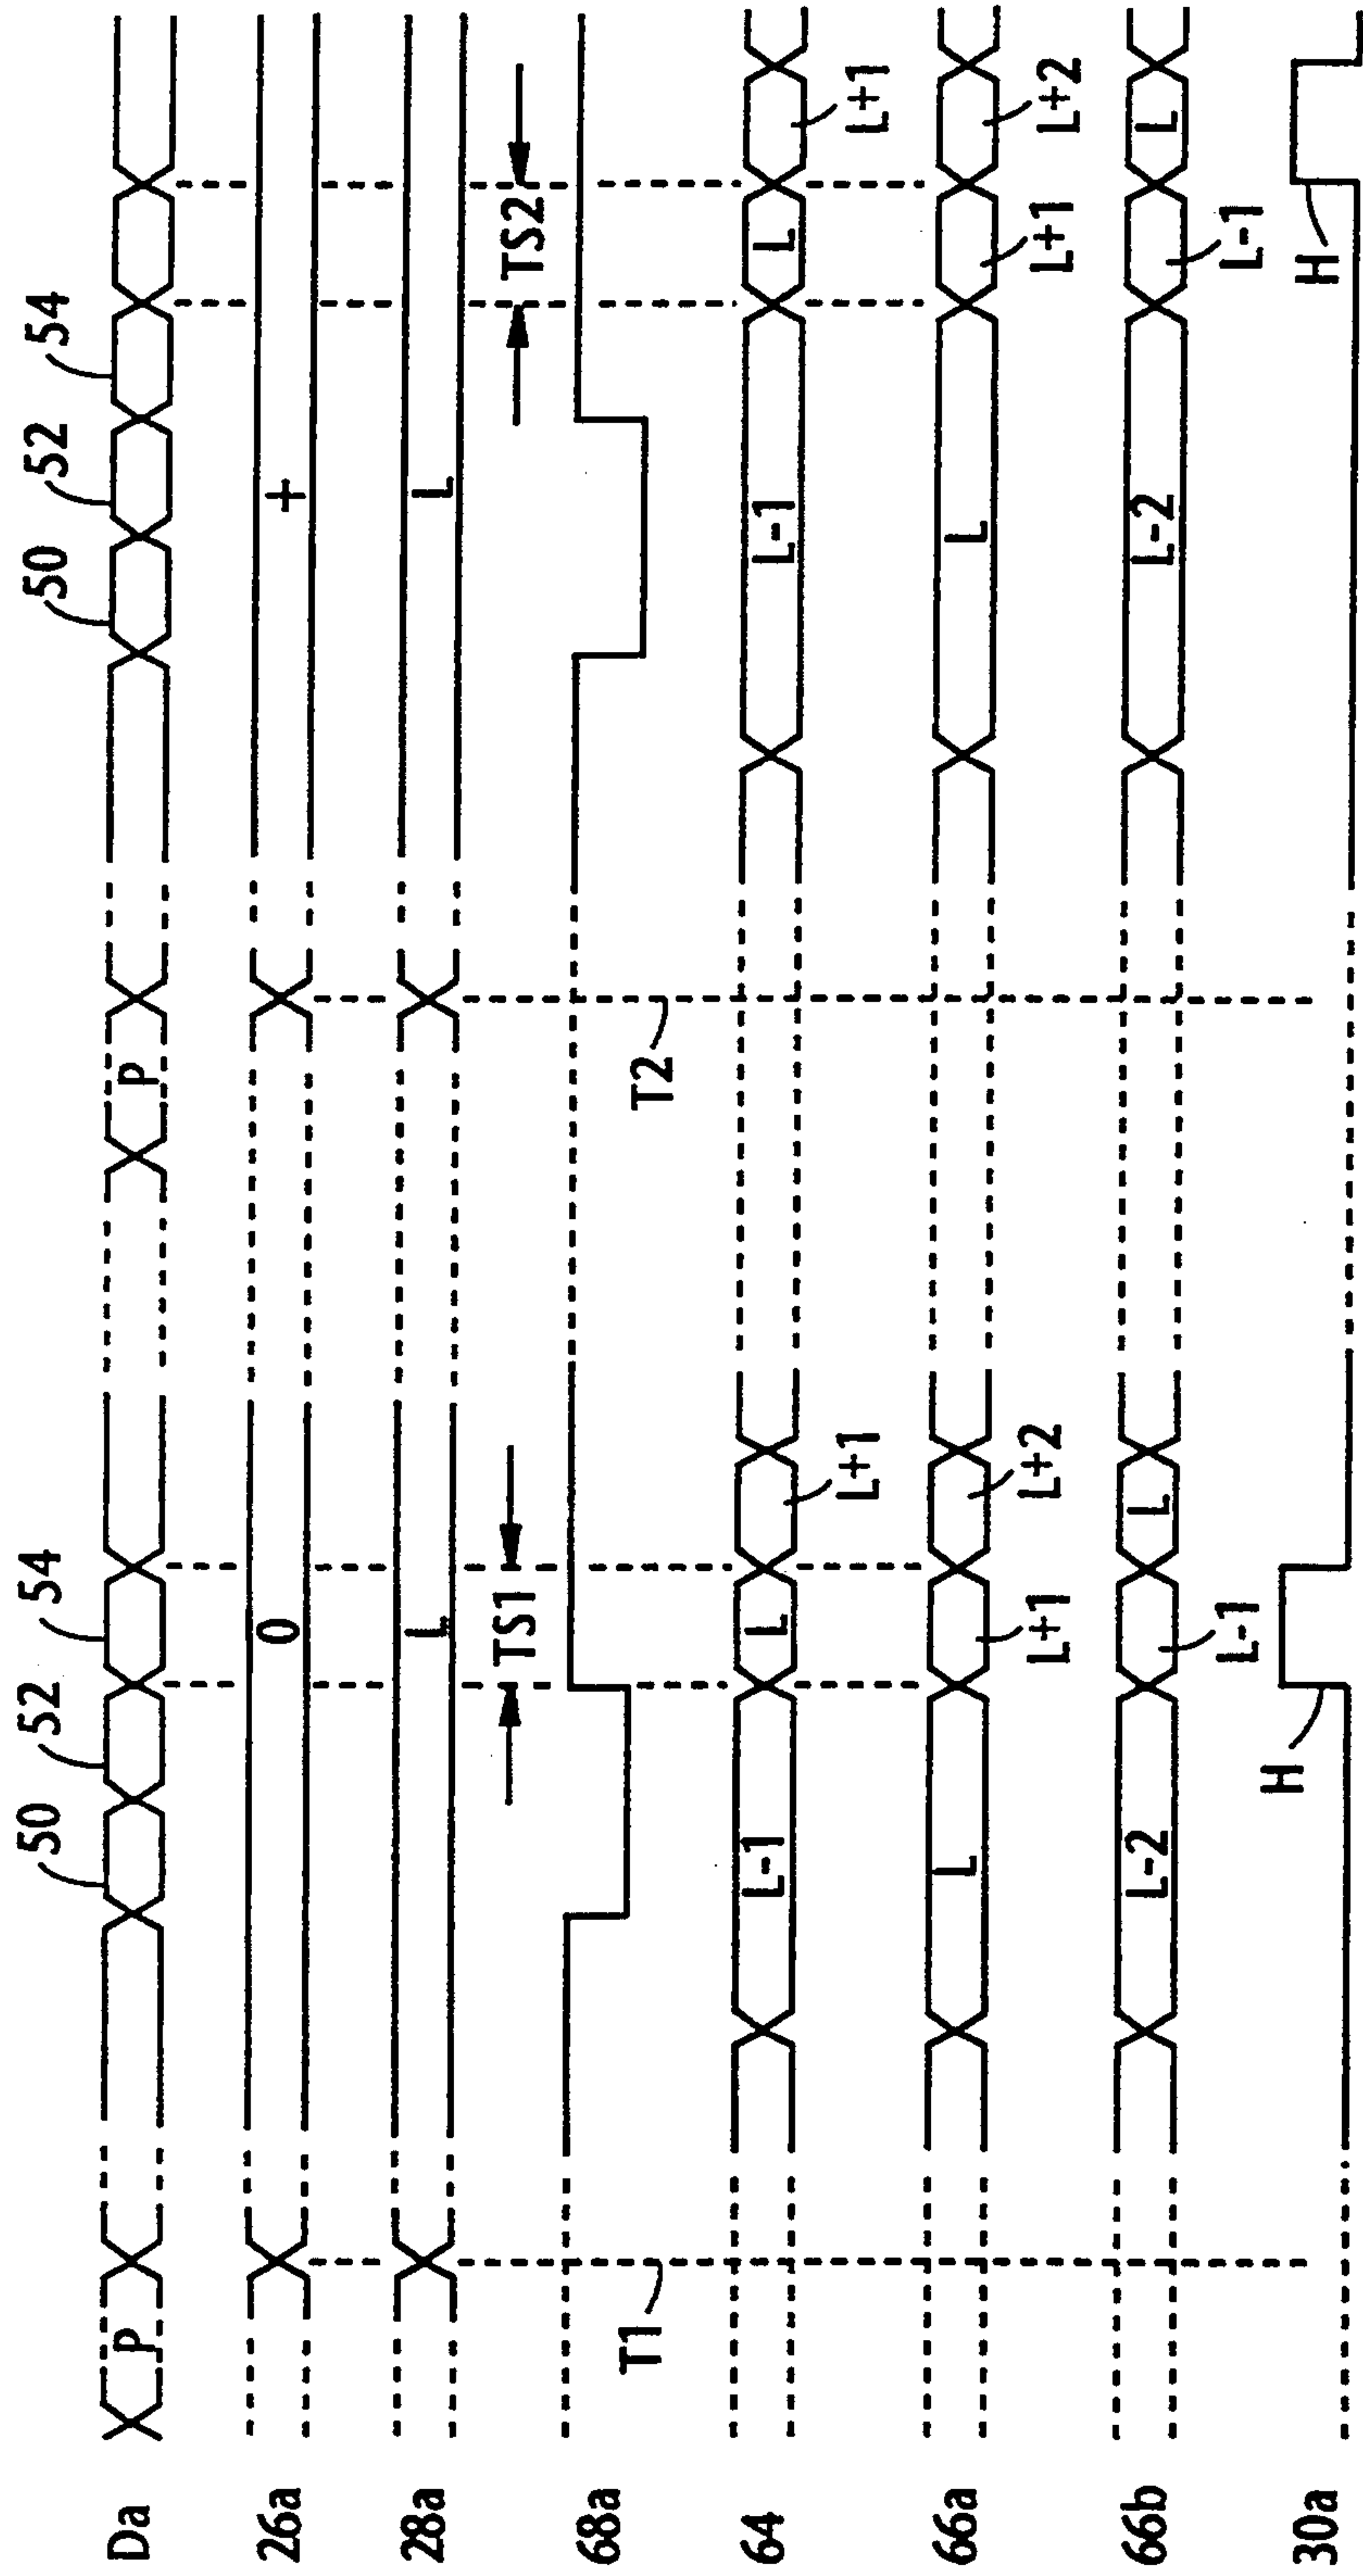 Da P 50 52 54 P 50 52 54
26a 0 +
28a L L
TS1 TS2
68a
T1 T2
64 L-1 L L+1 L-1 L L+1
66a L L+1 L+2 L L+1 L+2
66b L-2 L-1 L L-2 L-1 L
30a H H